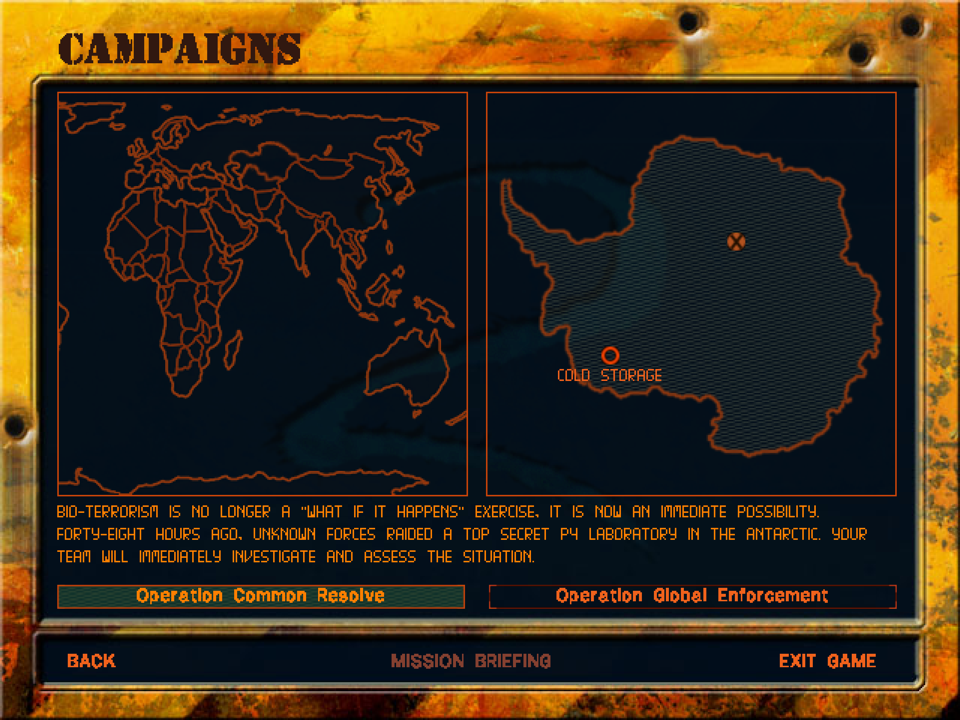 CAMPAIGNS
COLD STORAGE
BIO-TERRORISM IS NO LONGER A "WHAT IF IT HAPPENS" EXERCISE, IT IS NOW AN IMMEDIATE POSSIBILITY.
FORTY-EIGHT HOURS AGO, UNKNOWN FORCES RAIDED A TOP SECRET P4 LABORATORY IN THE ANTARCTIC. YOUR
TEAM WILL IMMEDIATELY INVESTIGATE AND ASSESS THE SITUATION.
Operation Common Resolve
Operation Global Enforcement
BACK
MISSION BRIEFING
EXIT GAME